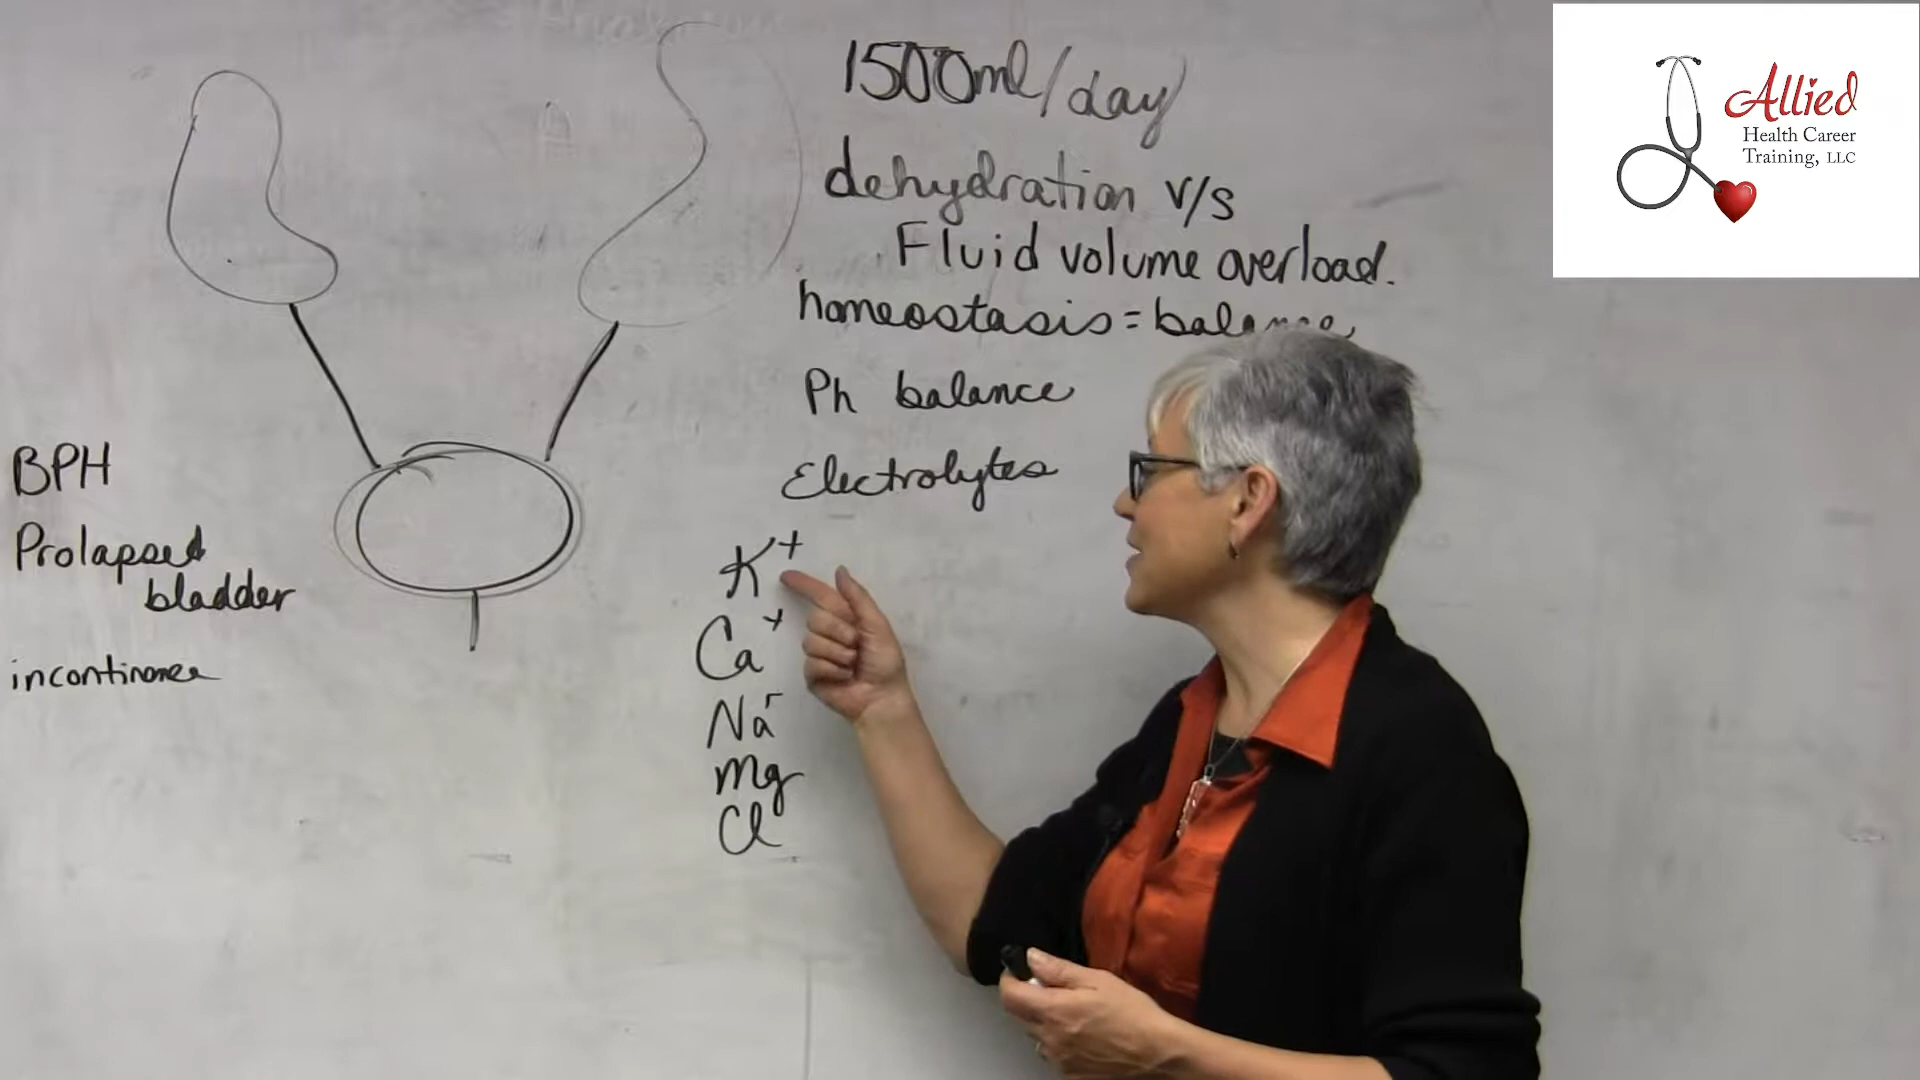 1500ml/day
dehydration v/s
Fluid volume overload.
homeostasis = balance
Ph balance
Electrolytes
K+
Ca+
Na-
Mg
Cl
BPH
Prolapsed
bladder
Allied
Health Career
Training, LLC